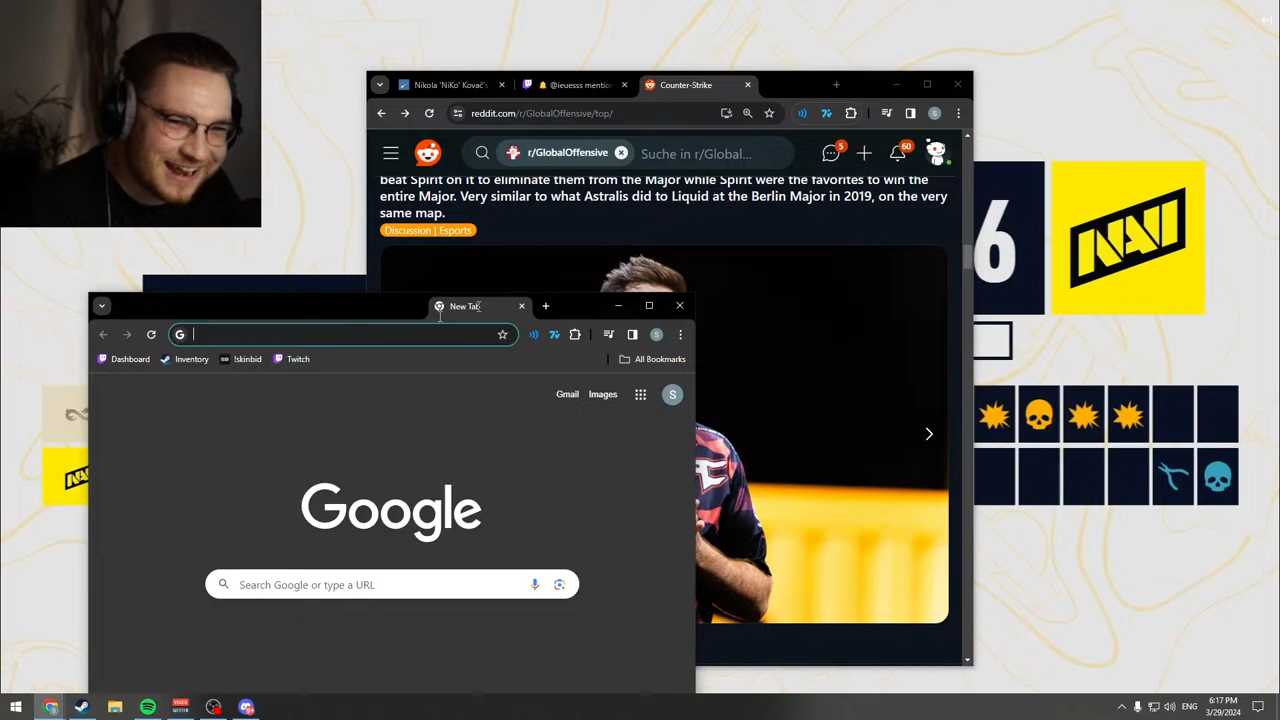 Nikola 'NiKo' Kovač's
@ieuesss mention
Counter-Strike
reddit.com/r/GlobalOffensive/top/
S
r/GlobalOffensive
Suche in r/Global...
5
60
beat Spirit on it to eliminate them from the Major while Spirit were the favorites to win the
entire Major. Very similar to what Astralis did to Liquid at the Berlin Major in 2019, on the very
same map.
Discussion | Esports
6
NAVI
New Tab
G
S
Dashboard
Inventory
!skinbid
Twitch
All Bookmarks
Gmail
Images
S
Google
Search Google or type a URL
ENG
6:17 PM
3/29/2024